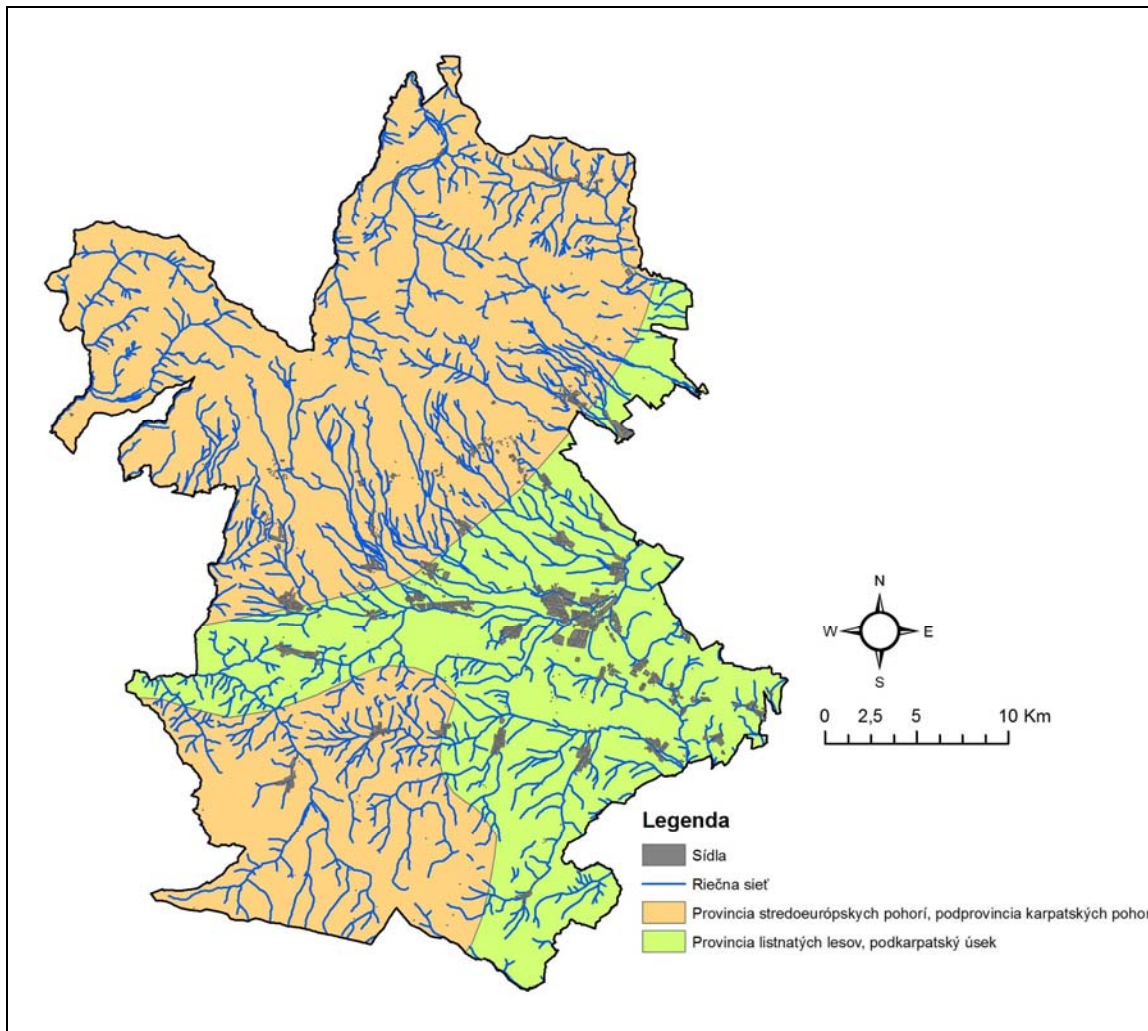 N
W E
S
0 2,5 5 10 Km
Legenda
Sídla
Riečna sieť
Provincia stredoeurópskych pohorí, podprovincia karpatských pohor
Provincia listnatých lesov, podkarpatský úsek